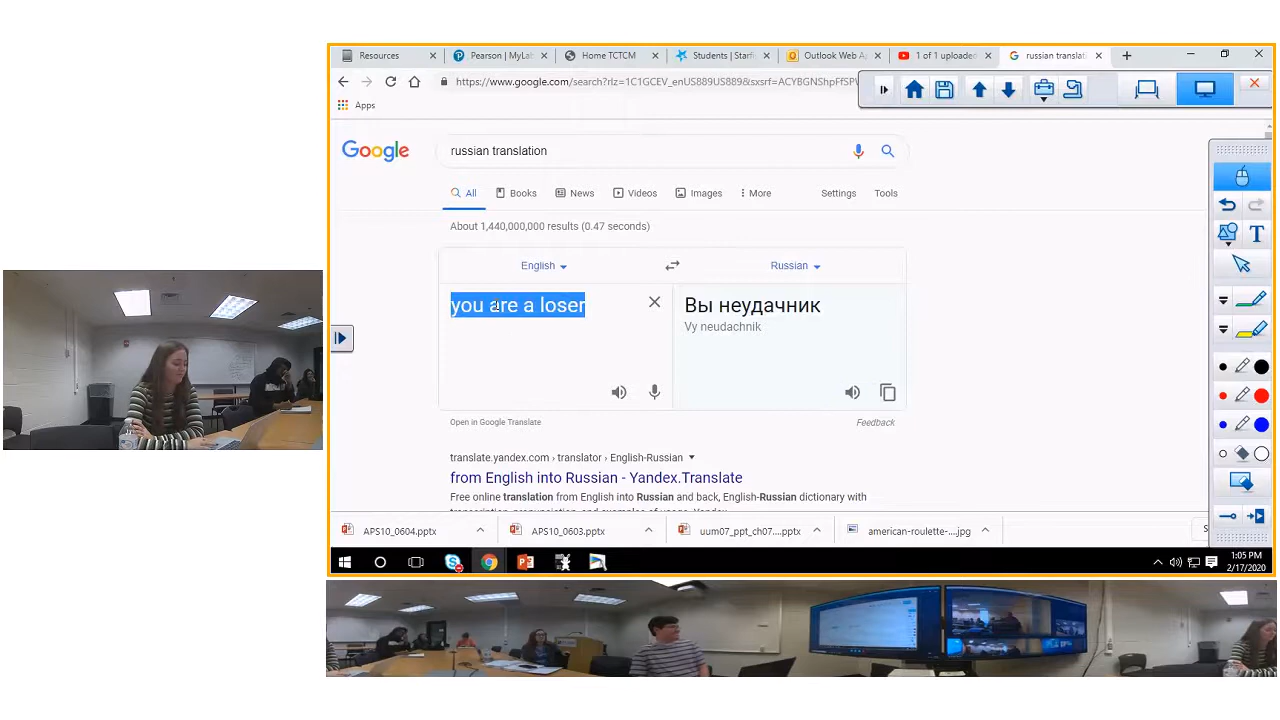 Resources
Pearson | MyLab
Home TCTCM
Students | Starfi
Outlook Web A
1 of 1 uploaded
russian translat
https://www.google.com/search?rlz=1C1GCEV_enUS889US889&sxsrf=ACYBGNShpFfSPV
Apps
Google
russian translation
All Books News Videos Images More Settings Tools
About 1,440,000,000 results (0.47 seconds)
English Russian
you are a loser
Вы неудачник
Vy neudachnik
Open in Google Translate
Feedback
translate.yandex.com › translator › English-Russian
from English into Russian - Yandex.Translate
Free online translation from English into Russian and back, English-Russian dictionary with
APS10_0604.pptx
APS10_0603.pptx
uum07_ppt_ch07....pptx
american-roulette-....jpg
S
1:05 PM
2/17/2020
T